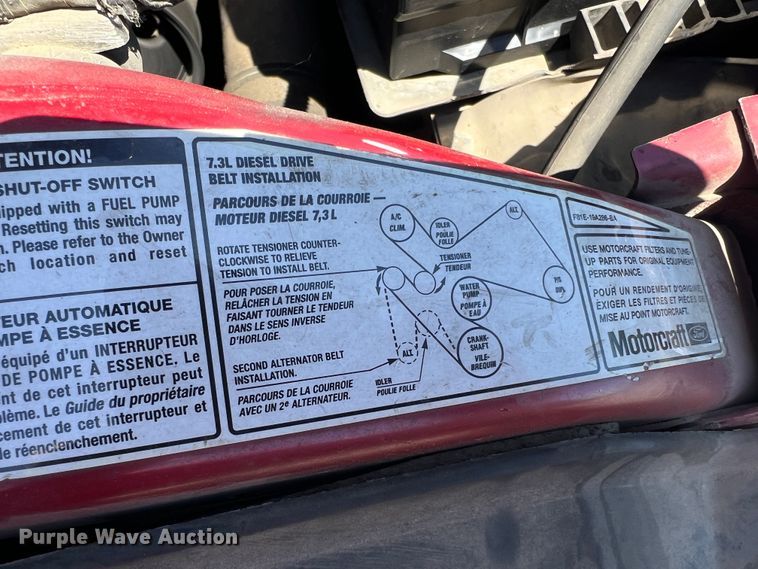 TENTION!
SHUT-OFF SWITCH
ipped with a FUEL PUMP
Resetting this switch may
n. Please refer to the Owner
ch location and reset
EUR AUTOMATIQUE
MPE À ESSENCE
équipé d'un INTERRUPTEUR
DE POMPE À ESSENCE. Le
nt de cet interrupteur peut
blème. Le Guide du propriétaire
cement de cet interrupteur et
de réenclenchement.
7.3L DIESEL DRIVE
BELT INSTALLATION
PARCOURS DE LA COURROIE
MOTEUR DIESEL 7,3 L
ROTATE TENSIONER COUNTER-
CLOCKWISE TO RELIEVE
TENSION TO INSTALL BELT.
POUR POSER LA COURROIE,
RELÂCHER LA TENSION EN
FAISANT TOURNER LE TENDEUR
DANS LE SENS INVERSE
D'HORLOGE.
SECOND ALTERNATOR BELT
INSTALLATION.
PARCOURS DE LA COURROIE
AVEC UN 2e ALTERNATEUR.
A/C
CLIM.
IDLER
POULIE
FOLLE
ALT.
TENSIONER
TENDEUR
WATER
PUMP
POMPE À
EAU
P/S
CRANK-
SHAFT
VILE-
BREQUIN
ALT.
IDLER
POULIE FOLLE
USE MOTORCRAFT FILTERS AND TUNE-
UP PARTS FOR ORIGINAL EQUIPMENT
PERFORMANCE.
POUR UN RENDEMENT D'ORIGINE,
EXIGER LES FILTRES ET PIÈCES DE
MISE AU POINT MOTORCRAFT.
Motorcraft Ford
Purple Wave Auction